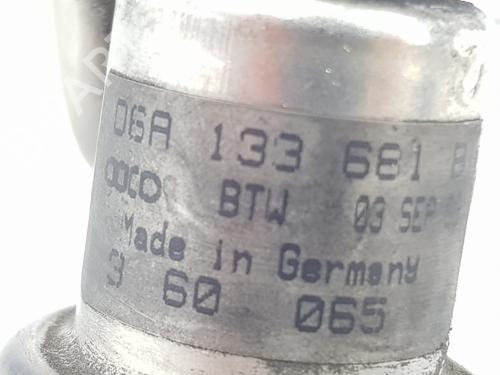 06A 133 681 B
BTW 03 SEP
Made in Germany
3 60 065